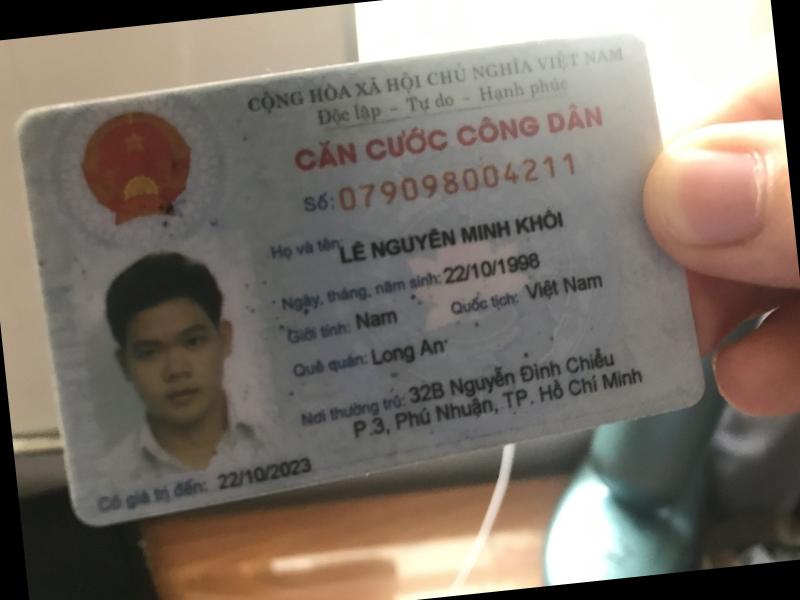 CỘNG HÒA XÃ HỘI CHỦ NGHĨA VIỆT NAM
Độc lập - Tự do - Hạnh phúc
CĂN CƯỚC CÔNG DÂN
Số: 079098004211
Họ và tên: LÊ NGUYÊN MINH KHÔI
Ngày, tháng, năm sinh: 22/10/1998
Giới tính: Nam Quốc tịch: Việt Nam
Quê quán: Long An
Nơi thường trú: 32B Nguyễn Đình Chiểu
P.3, Phú Nhuận, TP. Hồ Chí Minh
Có giá trị đến: 22/10/2023